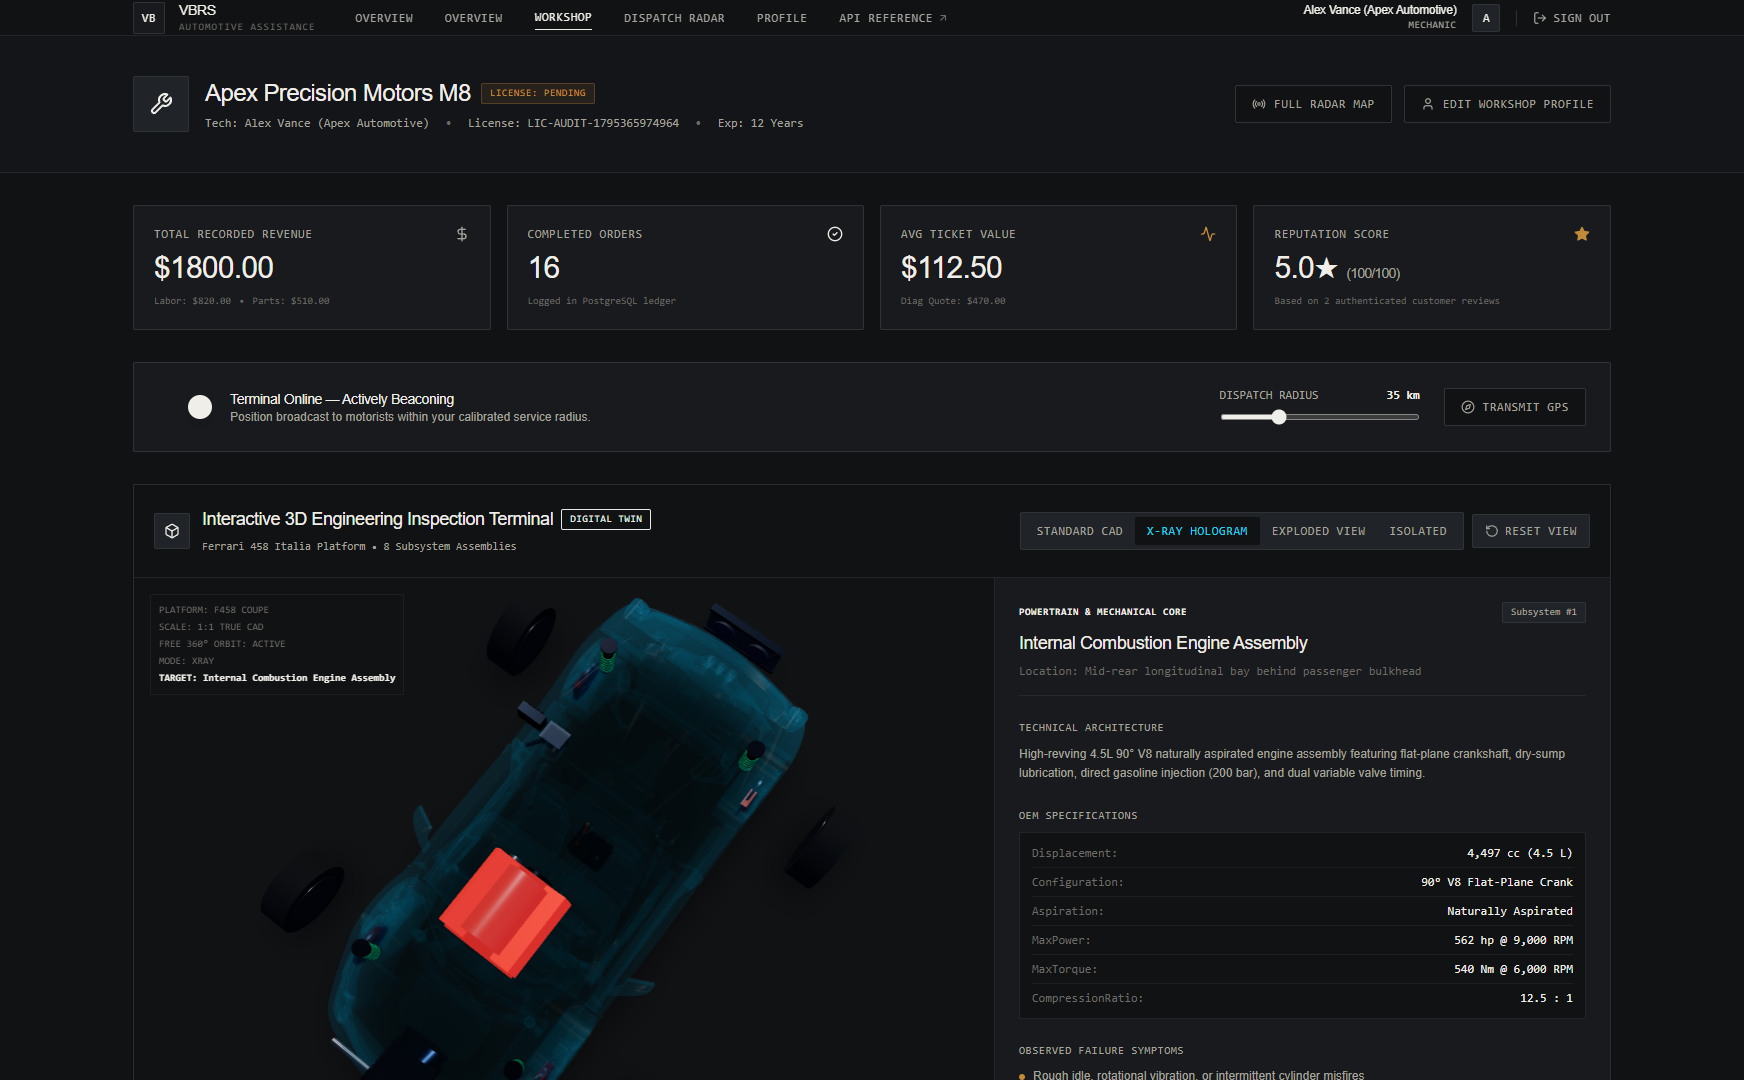 VB
VBRS
AUTOMOTIVE ASSISTANCE
OVERVIEW
OVERVIEW
WORKSHOP
DISPATCH RADAR
PROFILE
API REFERENCE ↗
Alex Vance (Apex Automotive)
MECHANIC
A
SIGN OUT
Apex Precision Motors M8
LICENSE: PENDING
Tech: Alex Vance (Apex Automotive) • License: LIC-AUDIT-1795365974964 • Exp: 12 Years
FULL RADAR MAP
EDIT WORKSHOP PROFILE
TOTAL RECORDED REVENUE
$1800.00
Labor: $820.00 • Parts: $510.00
COMPLETED ORDERS
16
Logged in PostgreSQL ledger
AVG TICKET VALUE
$112.50
Diag Quote: $470.00
REPUTATION SCORE
5.0★ (100/100)
Based on 2 authenticated customer reviews
Terminal Online — Actively Beaconing
Position broadcast to motorists within your calibrated service radius.
DISPATCH RADIUS 35 km
TRANSMIT GPS
Interactive 3D Engineering Inspection Terminal
DIGITAL TWIN
Ferrari 458 Italia Platform • 8 Subsystem Assemblies
STANDARD CAD
X-RAY HOLOGRAM
EXPLODED VIEW
ISOLATED
RESET VIEW
PLATFORM: F458 COUPE
SCALE: 1:1 TRUE CAD
FREE 360° ORBIT: ACTIVE
MODE: XRAY
TARGET: Internal Combustion Engine Assembly
POWERTRAIN & MECHANICAL CORE
Subsystem #1
Internal Combustion Engine Assembly
Location: Mid-rear longitudinal bay behind passenger bulkhead
TECHNICAL ARCHITECTURE
High-revving 4.5L 90° V8 naturally aspirated engine assembly featuring flat-plane crankshaft, dry-sump
lubrication, direct gasoline injection (200 bar), and dual variable valve timing.
OEM SPECIFICATIONS
Displacement: 4,497 cc (4.5 L)
Configuration: 90° V8 Flat-Plane Crank
Aspiration: Naturally Aspirated
MaxPower: 562 hp @ 9,000 RPM
MaxTorque: 540 Nm @ 6,000 RPM
CompressionRatio: 12.5 : 1
OBSERVED FAILURE SYMPTOMS
Rough idle, rotational vibration, or intermittent cylinder misfires